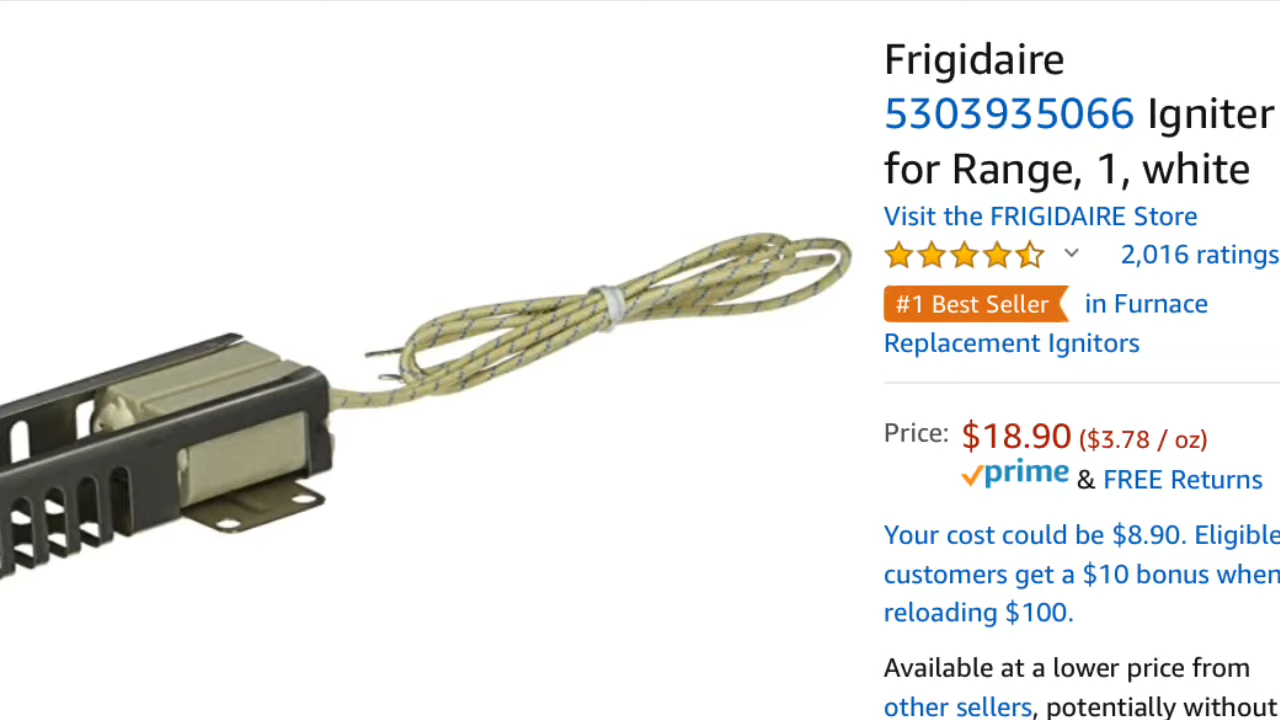 Frigidaire
5303935066 Igniter
for Range, 1, white
Visit the FRIGIDAIRE Store
2,016 ratings
#1 Best Seller in Furnace
Replacement Ignitors
Price: $18.90 ($3.78 / oz)
prime & FREE Returns
Your cost could be $8.90. Eligible
customers get a $10 bonus when
reloading $100.
Available at a lower price from
other sellers, potentially without